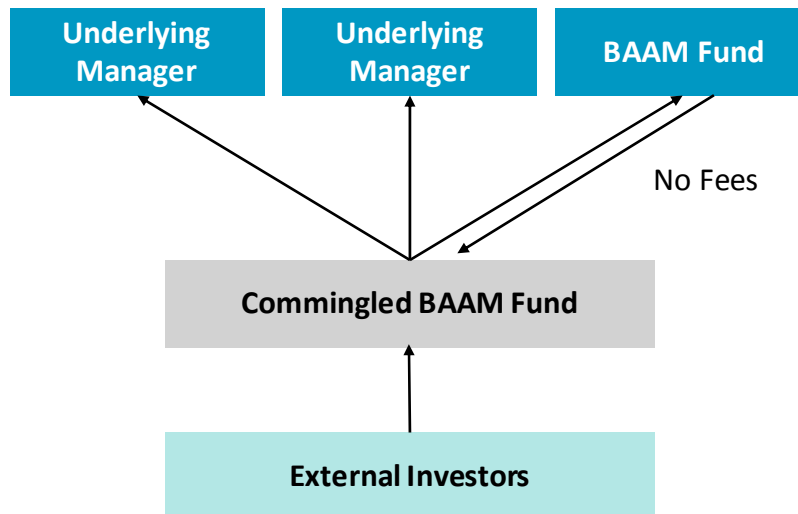 Underlying
Manager
Underlying
Manager
BAAM Fund
No Fees
Commingled BAAM Fund
External Investors